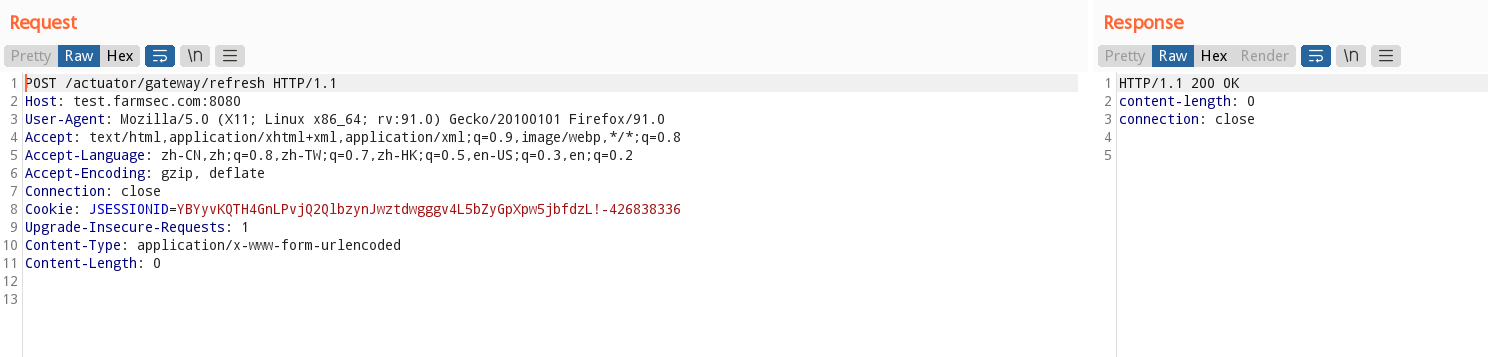 Request
Pretty Raw Hex \n
1 POST /actuator/gateway/refresh HTTP/1.1
2 Host: test.farmsec.com:8080
3 User-Agent: Mozilla/5.0 (X11; Linux x86_64; rv:91.0) Gecko/20100101 Firefox/91.0
4 Accept: text/html,application/xhtml+xml,application/xml;q=0.9,image/webp,*/*;q=0.8
5 Accept-Language: zh-CN,zh;q=0.8,zh-TW;q=0.7,zh-HK;q=0.5,en-US;q=0.3,en;q=0.2
6 Accept-Encoding: gzip, deflate
7 Connection: close
8 Cookie: JSESSIONID=YBYyvKQTH4GnLPvjQ2QlbzynJwztdwgggv4L5bZyGpXpw5jbfdzL!-426838336
9 Upgrade-Insecure-Requests: 1
10 Content-Type: application/x-www-form-urlencoded
11 Content-Length: 0
12
13
Response
Pretty Raw Hex Render \n
1 HTTP/1.1 200 OK
2 content-length: 0
3 connection: close
4
5